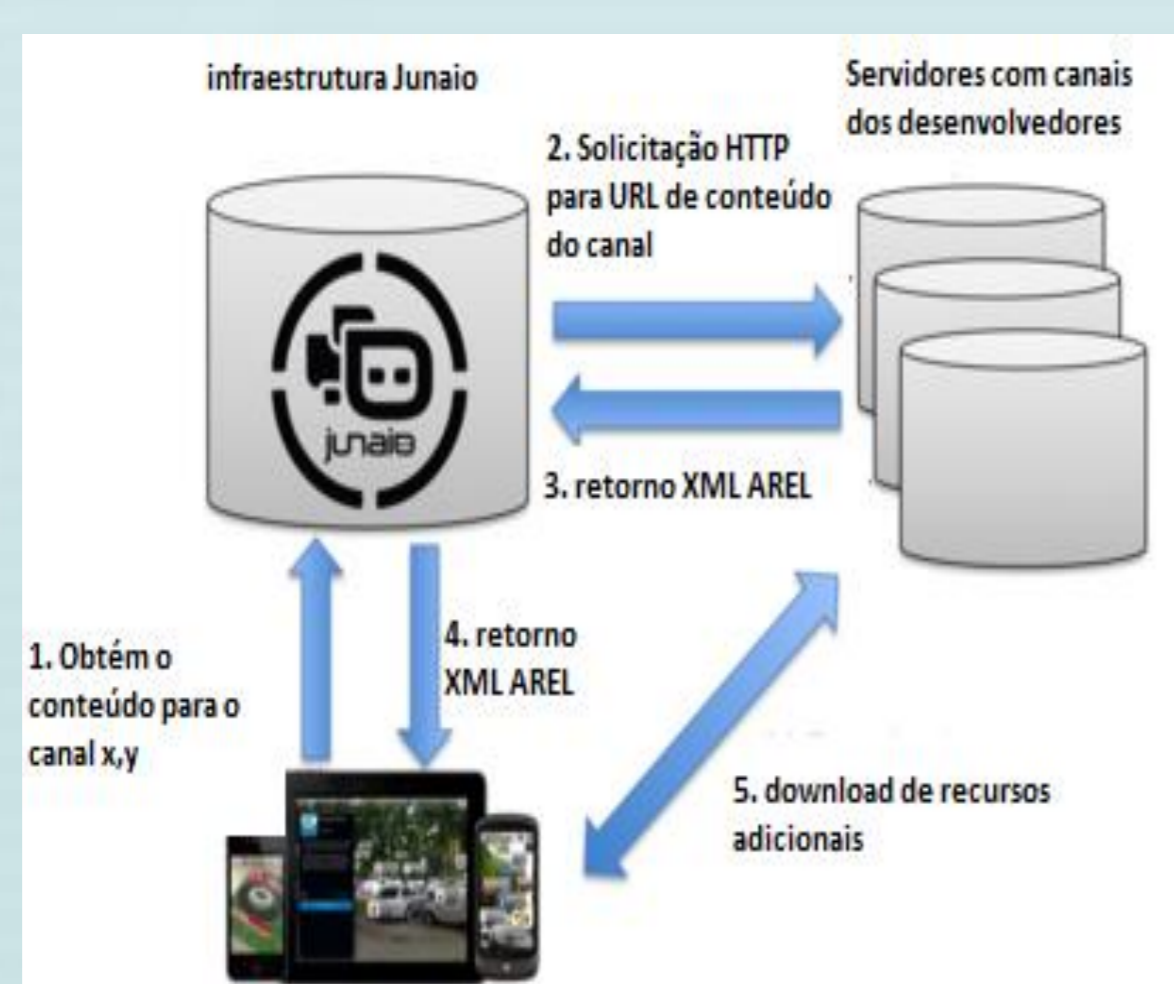 infraestrutura Junaio
Servidores com canais
dos desenvolvedores
2. Solicitação HTTP
para URL de conteúdo
do canal
junaio
3. retorno XML AREL
1. Obtém o
conteúdo para o
canal x,y
4. retorno
XML AREL
5. download de recursos
adicionais